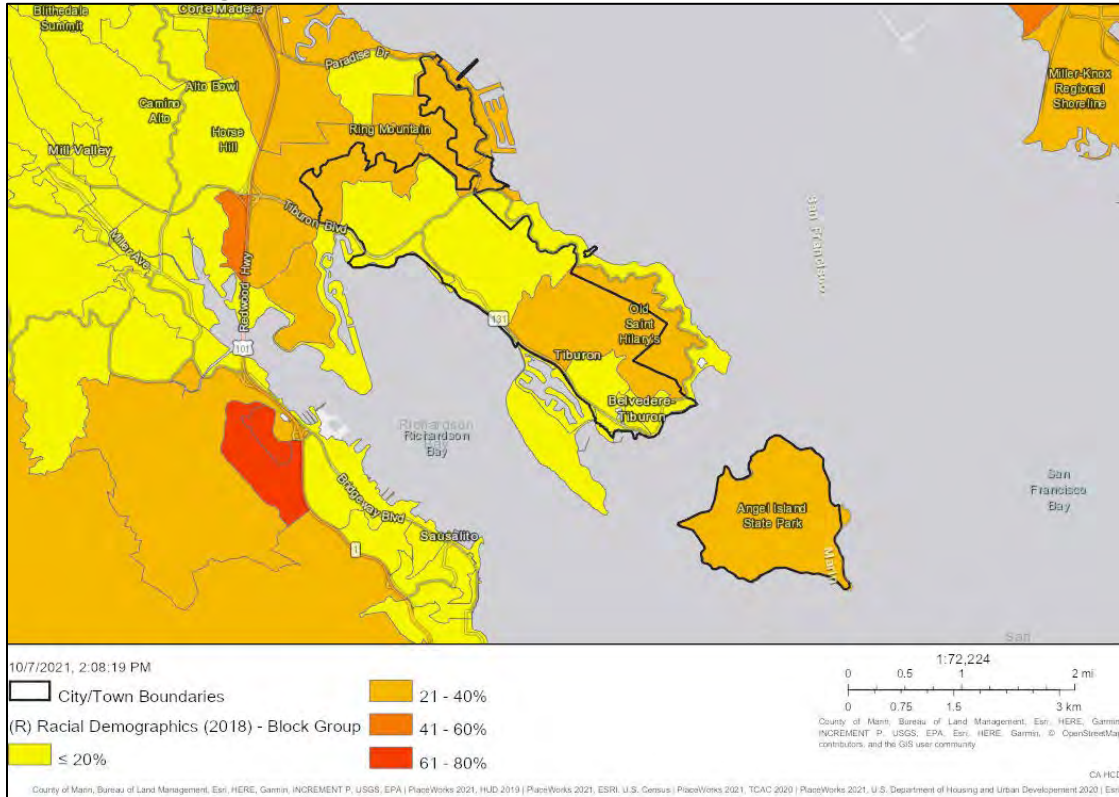 Corte Madera
Blithedale
Summit
Paradise Dr
Alto Bowl
Camino
Alto
Horse
Hill
Ring Mountain
Mill Valley
Miller-Knox
Regional
Shoreline
Tiburon Blvd
Miller Ave
Redwood Hwy
San Francisco
131
101
Old
Saint
Hilary's
Tiburon
Belvedere-
Tiburon
Richardson
Bay
Richardson
Bay
Bridgeway Blvd
Sausalito
1
Angel Island
State Park
Marin
San
Francisco
Bay
San
10/7/2021, 2:08:19 PM
City/Town Boundaries
(R) Racial Demographics (2018) - Block Group
≤ 20%
21 - 40%
41 - 60%
61 - 80%
1:72,224
0 0.5 1 2 mi
0 0.75 1.5 3 km
County of Marin, Bureau of Land Management, Esri, HERE, Garmin,
INCREMENT P, USGS, EPA, Esri, HERE, Garmin, © OpenStreetMap
contributors, and the GIS user community
CA HCD
County of Marin, Bureau of Land Management, Esri, HERE, Garmin, INCREMENT P, USGS, EPA | PlaceWorks 2021, HUD 2019 | PlaceWorks 2021, ESRI, U.S. Census | PlaceWorks 2021, TCAC 2020 | PlaceWorks 2021, U.S. Department of Housing and Urban Developement 2020 | Esri